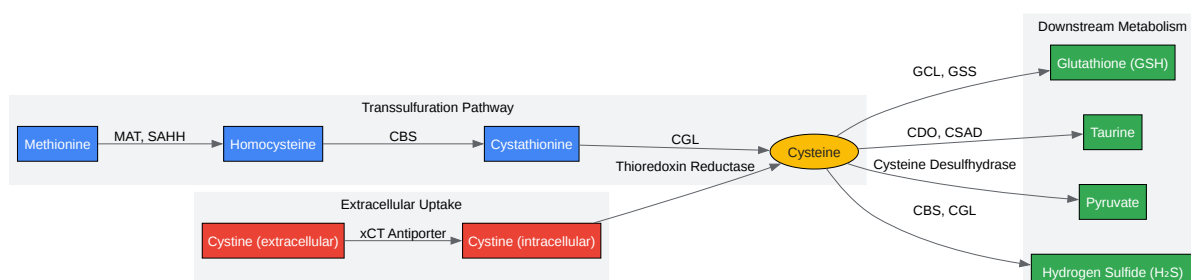 Downstream Metabolism
Glutathione (GSH)
GCL, GSS
Transsulfuration Pathway
Methionine
MAT, SAHH
Homocysteine
CBS
Cystathionine
CGL
Cysteine
CDO, CSAD
Taurine
Thioredoxin Reductase
Cysteine Desulfhydrase
Pyruvate
Extracellular Uptake
Cystine (extracellular)
xCT Antiporter
Cystine (intracellular)
CBS, CGL
Hydrogen Sulfide (H₂S)